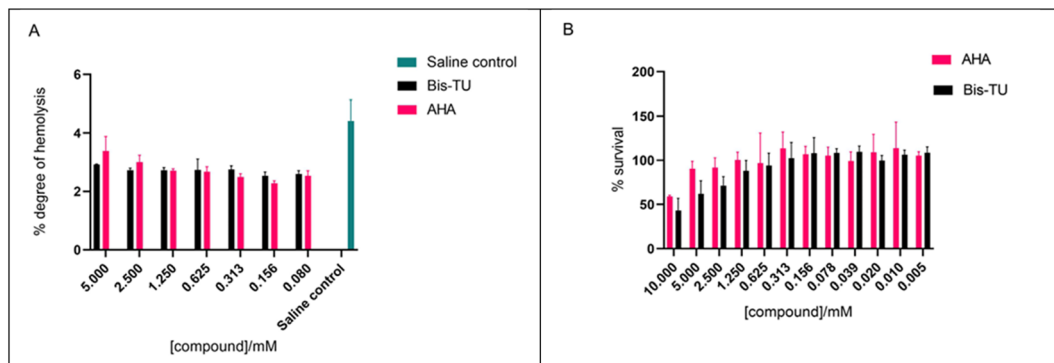 A
Saline control
Bis-TU
AHA
% degree of hemolysis
6
4
2
0
5.000
2.500
1.250
0.625
0.313
0.156
0.080
Saline control
[compound]/mM
B
AHA
Bis-TU
% survival
200
150
100
50
0
10.000
5.000
2.500
1.250
0.625
0.313
0.156
0.078
0.039
0.020
0.010
0.005
[compound]/mM